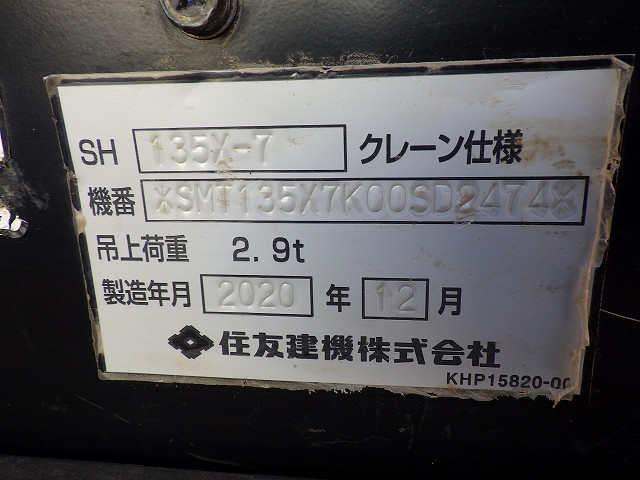 SH 135X-7 クレーン仕様
機番 *SMT135X7K00SD2474*
吊上荷重 2.9t
製造年月 2020 年 12 月
住友建機株式会社
KHP15820-00